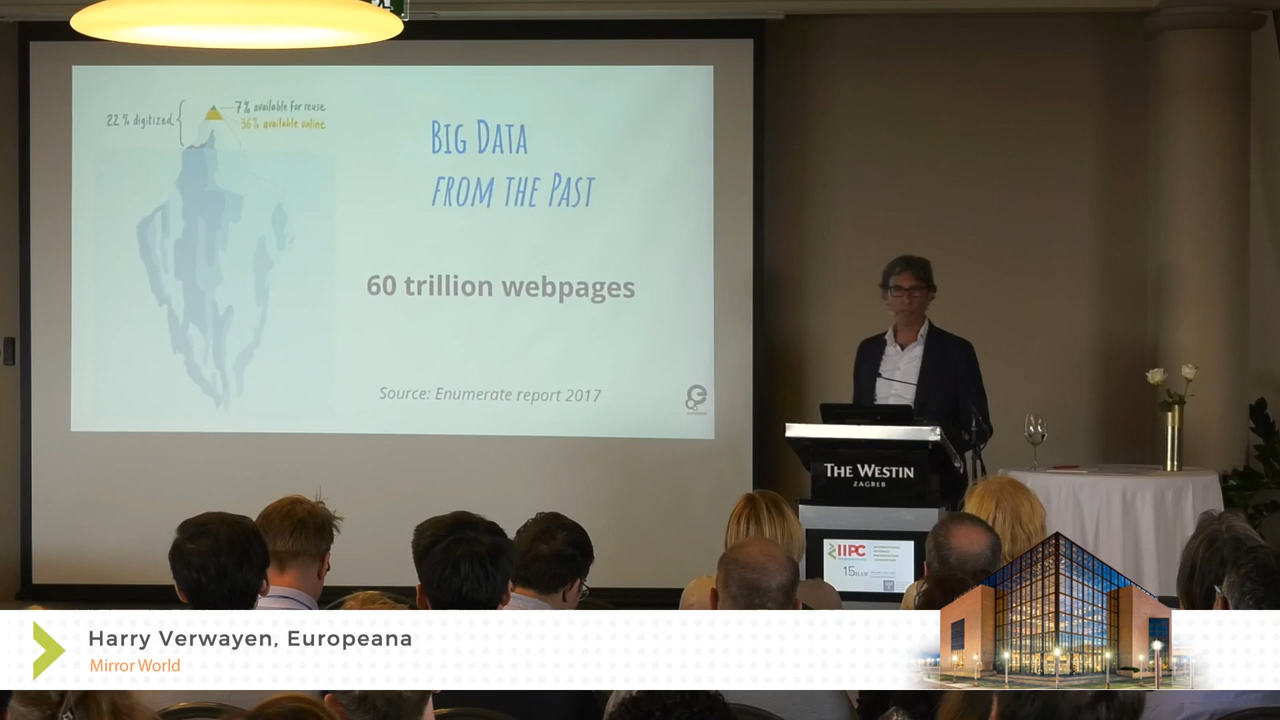 22 % digitized
7% available for reuse
36% available online
BIG DATA
FROM THE PAST
60 trillion webpages
Source: Enumerate report 2017
THE WESTIN
ZAGREB
IIPC
15
Harry Verwayen, Europeana
Mirror World